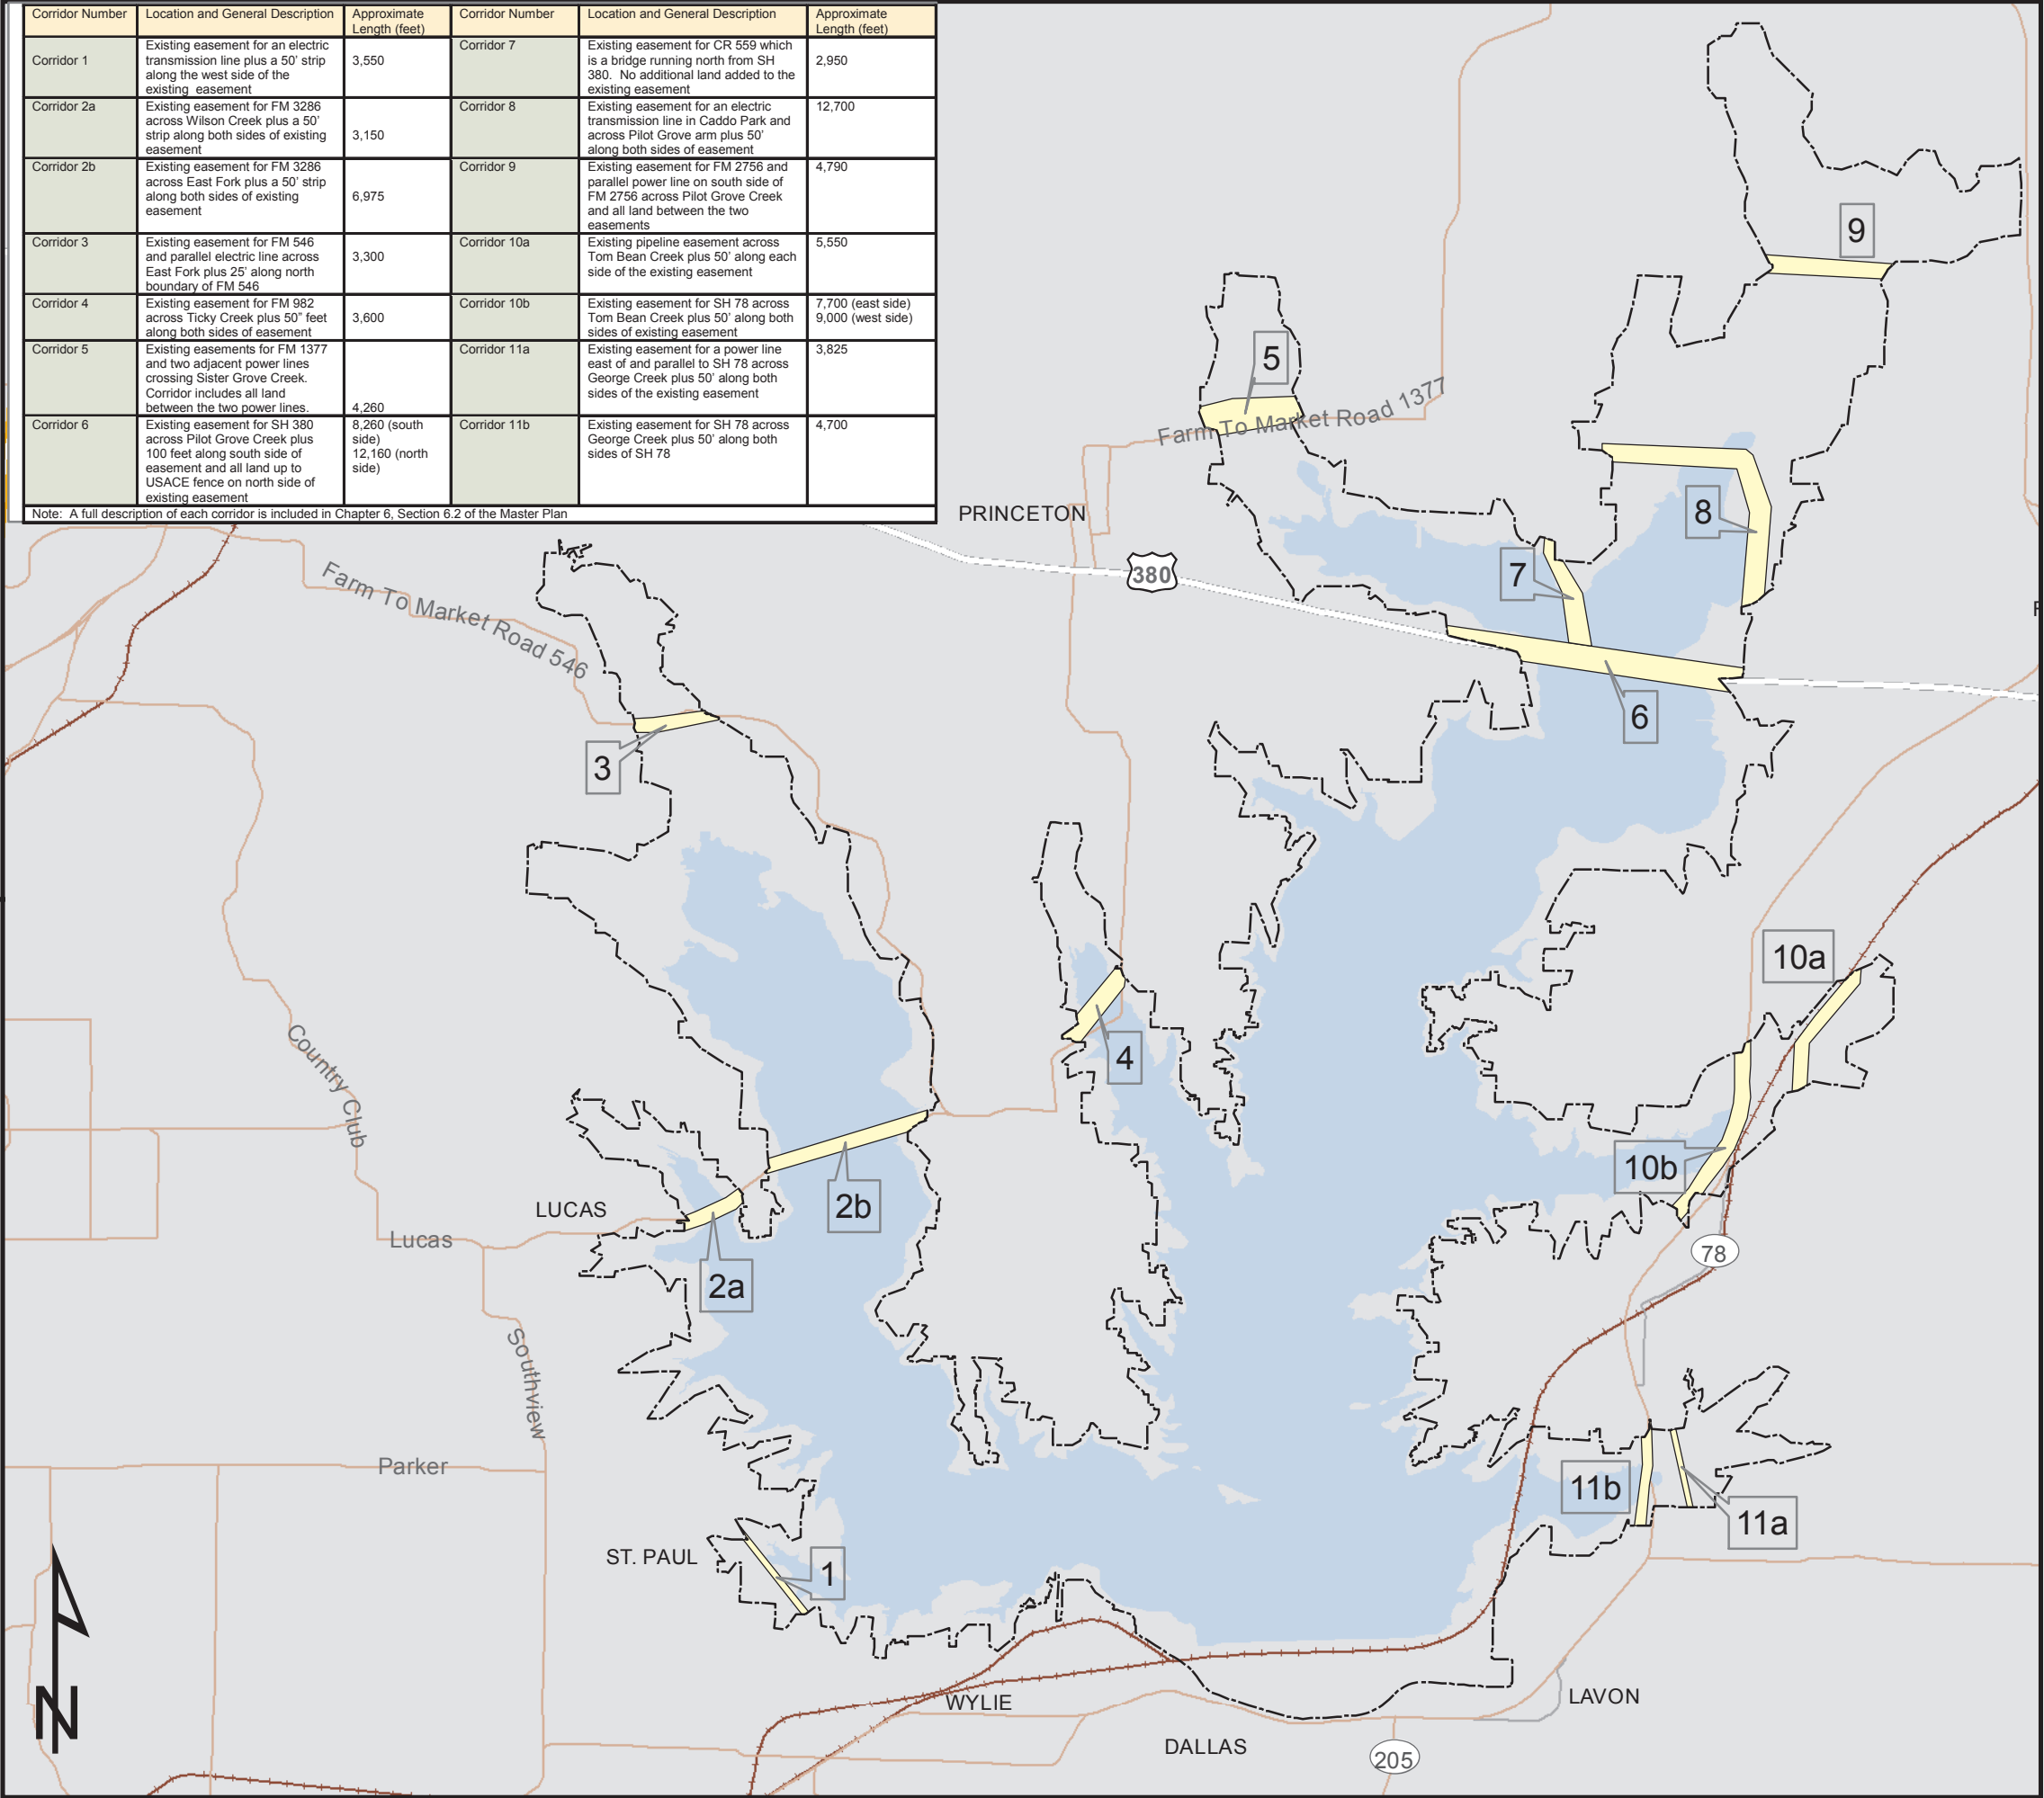 Corridor Number Location and General Description Approximate Length (feet) Corridor Number Location and General Description Approximate Length (feet)
Corridor 1
Existing easement for an electric
transmission line plus a 50' strip
along the west side of the
existing easement
3,550
Corridor 7
Existing easement for CR 559 which
is a bridge running north from SH
380. No additional land added to the
existing easement
2,950
Corridor 2a
Existing easement for FM 3286
across Wilson Creek plus a 50'
strip along both sides of existing
easement
3,150
Corridor 8
Existing easement for an electric
transmission line in Caddo Park and
across Pilot Grove arm plus 50'
along both sides of easement
12,700
Corridor 2b
Existing easement for FM 3286
across East Fork plus a 50' strip
along both sides of existing
easement
6,975
Corridor 9
Existing easement for FM 2756 and
parallel power line on south side of
FM 2756 across Pilot Grove Creek
and all land between the two
easements
4,790
Corridor 3
Existing easement for FM 546
and parallel electric line across
East Fork plus 25' along north
boundary of FM 546
3,300
Corridor 10a
Existing pipeline easement across
Tom Bean Creek plus 50' along each
side of the existing easement
5,550
Corridor 4
Existing easement for FM 982
across Ticky Creek plus 50" feet
along both sides of easement
3,600
Corridor 10b
Existing easement for SH 78 across
Tom Bean Creek plus 50' along both
sides of existing easement
7,700 (east side)
9,000 (west side)
Corridor 5
Existing easements for FM 1377
and two adjacent power lines
crossing Sister Grove Creek.
Corridor includes all land
between the two power lines.
4,260
Corridor 11a
Existing easement for a power line
east of and parallel to SH 78 across
George Creek plus 50' along both
sides of the existing easement
3,825
Corridor 6
Existing easement for SH 380
across Pilot Grove Creek plus
100 feet along south side of
easement and all land up to
USACE fence on north side of
existing easement
8,260 (south
side)
12,160 (north
side)
Corridor 11b
Existing easement for SH 78 across
George Creek plus 50' along both
sides of SH 78
4,700
Note: A full description of each corridor is included in Chapter 6, Section 6.2 of the Master Plan
9
5
Farm To Market Road 1377
8
PRINCETON
380
7
Farm To Market Road 546
6
3
10a
4
Country Club
10b
2b
LUCAS
Lucas
78
2a
Southview
Parker
11b
11a
ST. PAUL
1
N
WYLIE
LAVON
DALLAS
205